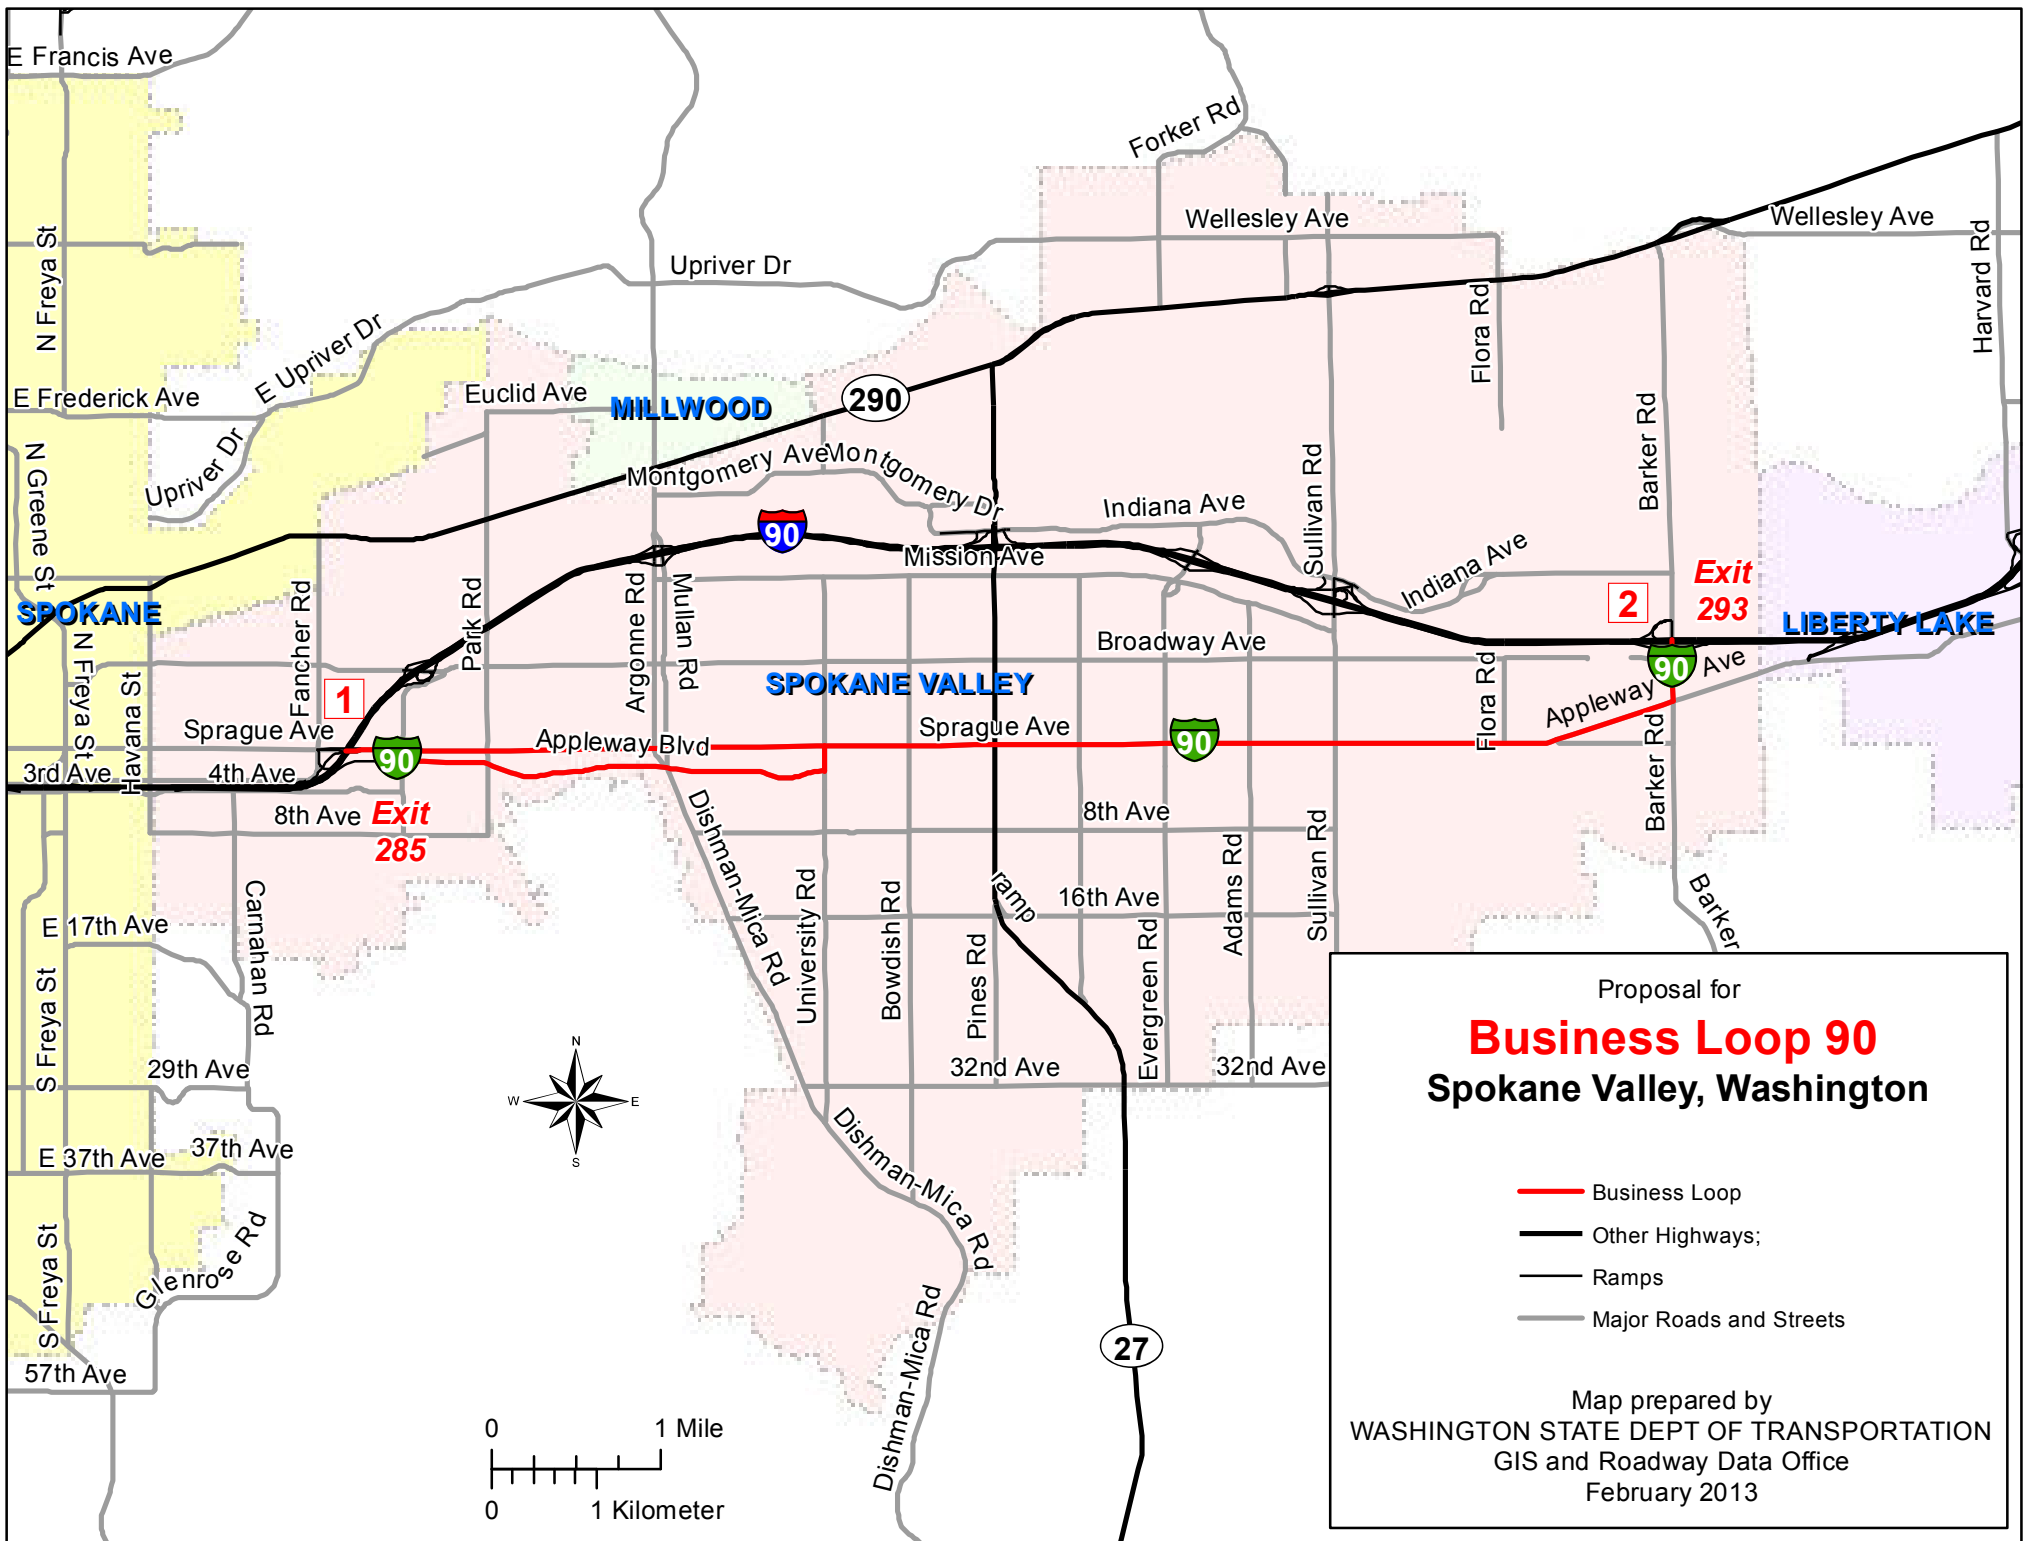 E Francis Ave
Forker Rd
Wellesley Ave
Wellesley Ave
N Freya St
Upriver Dr
Harvard Rd
Flora Rd
E Upriver Dr
E Frederick Ave
Euclid Ave
MILLWOOD
290
Barker Rd
N Greene St
Upriver Dr
Montgomery Ave
Montgomery Dr
Indiana Ave
Sullivan Rd
90
Mission Ave
Indiana Ave
Exit
293
2
SPOKANE
LIBERTY LAKE
Fancher Rd
Park Rd
Argonne Rd
Mullan Rd
Broadway Ave
N Freya St
Havana St
1
SPOKANE VALLEY
Flora Rd
90
Appleway Ave
Sprague Ave
Appleway Blvd
Sprague Ave
90
90
3rd Ave
4th Ave
Barker Rd
8th Ave
Exit
285
8th Ave
Dishman-Mica Rd
University Rd
Bowdish Rd
Pines Rd
ramp
16th Ave
Evergreen Rd
Adams Rd
Sullivan Rd
Barker
E 17th Ave
Carnahan Rd
S Freya St
29th Ave
32nd Ave
32nd Ave
N
W
E
S
E 37th Ave
37th Ave
Dishman-Mica Rd
S Freya St
Glenrose Rd
57th Ave
Dishman-Mica Rd
27
0
1 Mile
0
1 Kilometer
Proposal for
Business Loop 90
Spokane Valley, Washington
Business Loop
Other Highways;
Ramps
Major Roads and Streets
Map prepared by
WASHINGTON STATE DEPT OF TRANSPORTATION
GIS and Roadway Data Office
February 2013